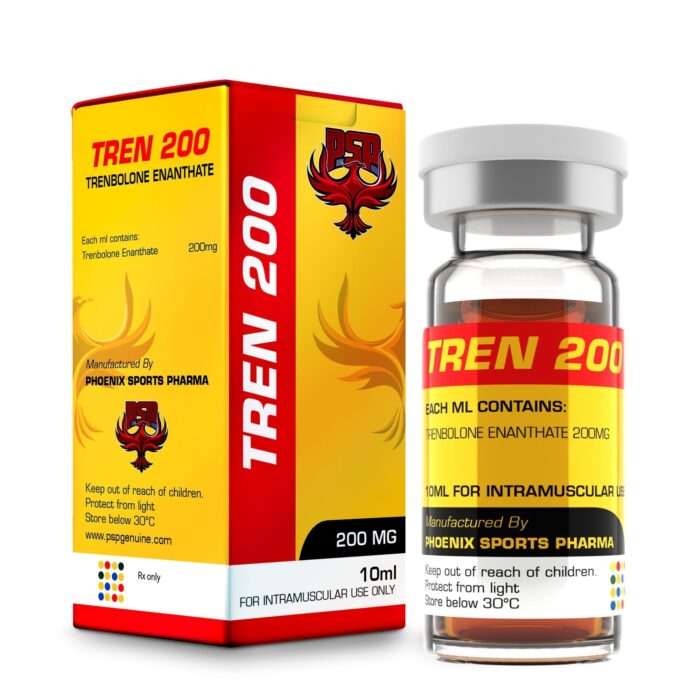 TREN 200
TRENBOLONE ENANTHATE
Each ml contains:
Trenbolone Enanthate 200mg
Manufactured By
PHOENIX SPORTS PHARMA
PSP
Keep out of reach of children.
Protect from light
Store below 30°C
www.pspgenuine.com
Rx only
TREN 200
PSP
200 MG
10ml
FOR INTRAMUSCULAR USE ONLY
TREN 200
EACH ML CONTAINS:
TRENBOLONE ENANTHATE 200MG
10ML FOR INTRAMUSCULAR US
Manufactured By
PHOENIX SPORTS PHARMA
Keep out of reach of children.
Protect from light
Store below 30°C